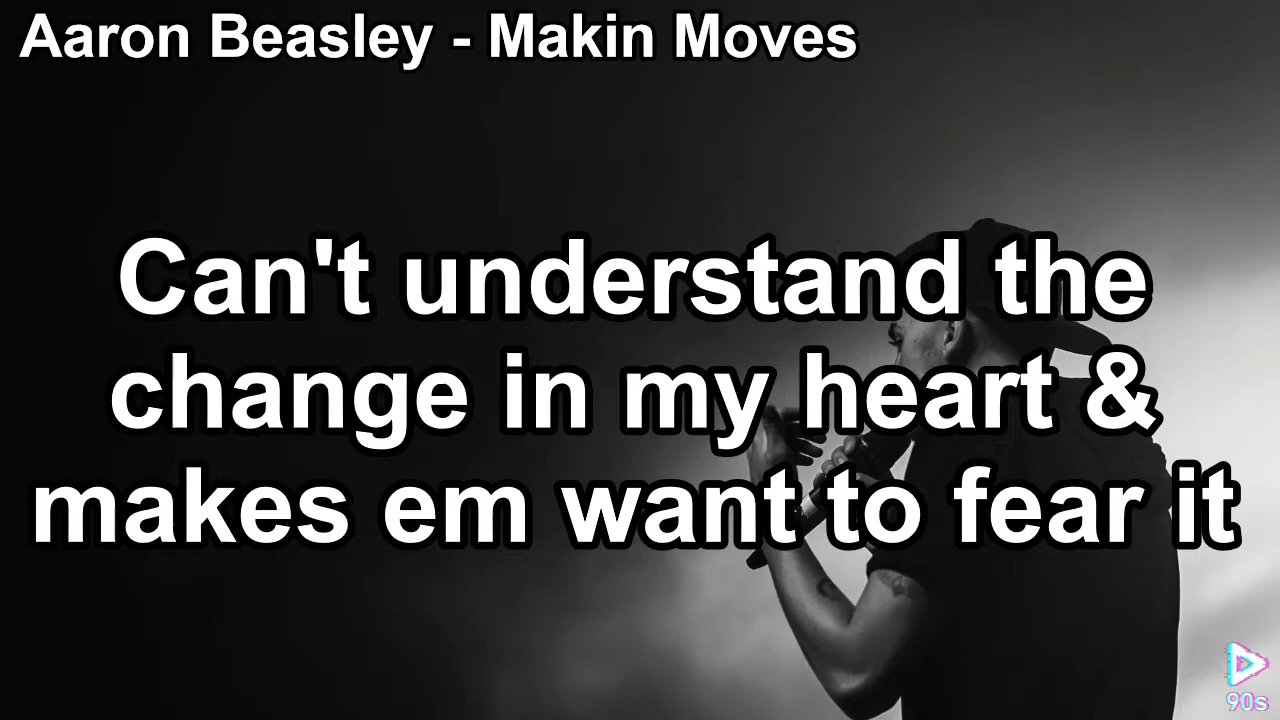 Aaron Beasley - Makin Moves
Can't understand the
change in my heart &
makes em want to fear it
90s